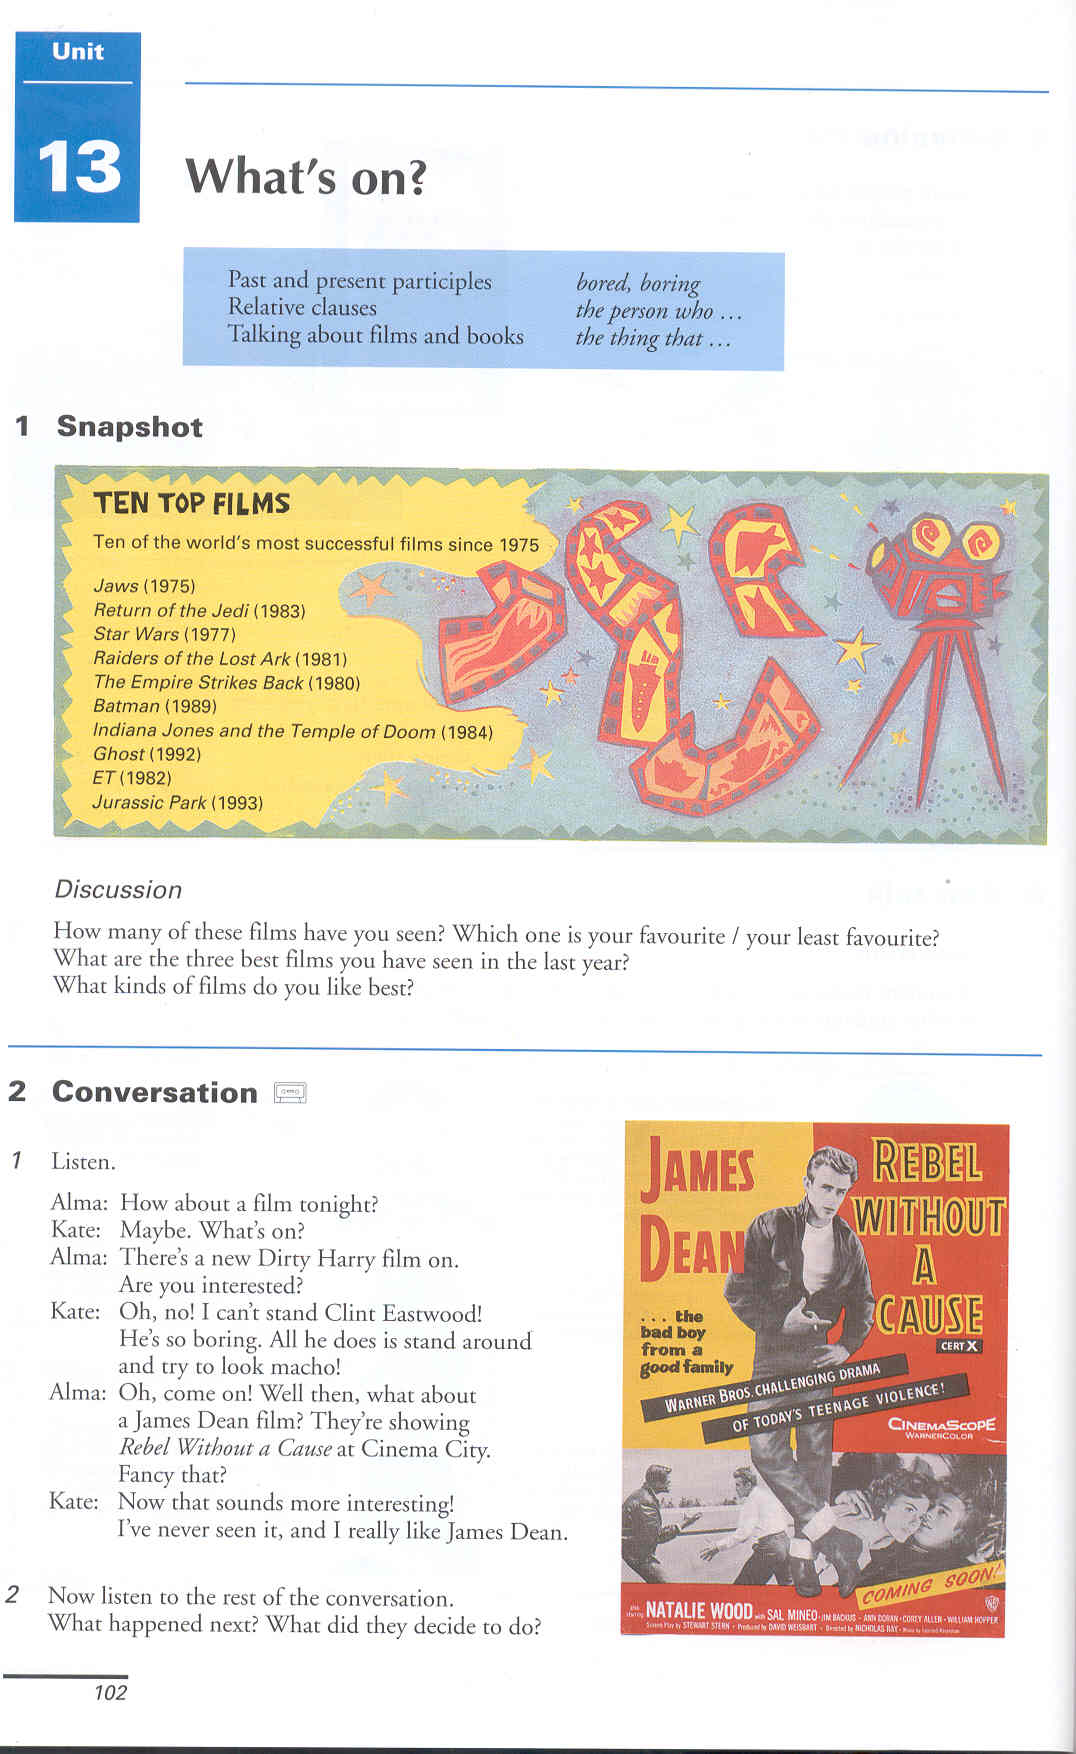 Unit
13
What's on?
Past and present participles bored, boring
Relative clauses the person who ...
Talking about films and books the thing that ...
1 Snapshot
TEN TOP FILMS
Ten of the world's most successful films since 1975
Jaws (1975)
Return of the Jedi (1983)
Star Wars (1977)
Raiders of the Lost Ark (1981)
The Empire Strikes Back (1980)
Batman (1989)
Indiana Jones and the Temple of Doom (1984)
Ghost (1992)
ET (1982)
Jurassic Park (1993)
Discussion
How many of these films have you seen? Which one is your favourite / your least favourite?
What are the three best films you have seen in the last year?
What kinds of films do you like best?
2 Conversation
1 Listen.
Alma: How about a film tonight?
Kate: Maybe. What's on?
Alma: There's a new Dirty Harry film on.
Are you interested?
Kate: Oh, no! I can't stand Clint Eastwood!
He's so boring. All he does is stand around
and try to look macho!
Alma: Oh, come on! Well then, what about
a James Dean film? They're showing
Rebel Without a Cause at Cinema City.
Fancy that?
Kate: Now that sounds more interesting!
I've never seen it, and I really like James Dean.
2 Now listen to the rest of the conversation.
What happened next? What did they decide to do?
JAMES
DEAN
REBEL
WITHOUT
A
CAUSE
CERT X
... the
bad boy
from a
good family
WARNER BROS. CHALLENGING DRAMA
OF TODAY'S TEENAGE VIOLENCE!
CINEMASCOPE
WARNERCOLOR
COMING SOON!
NATALIE WOOD with SAL MINEO · JIM BACKUS · ANN DORAN · COREY ALLEN · WILLIAM HOPPER
Screen Play by STEWART STERN · Produced by DAVID WEISBART · Directed by NICHOLAS RAY
102